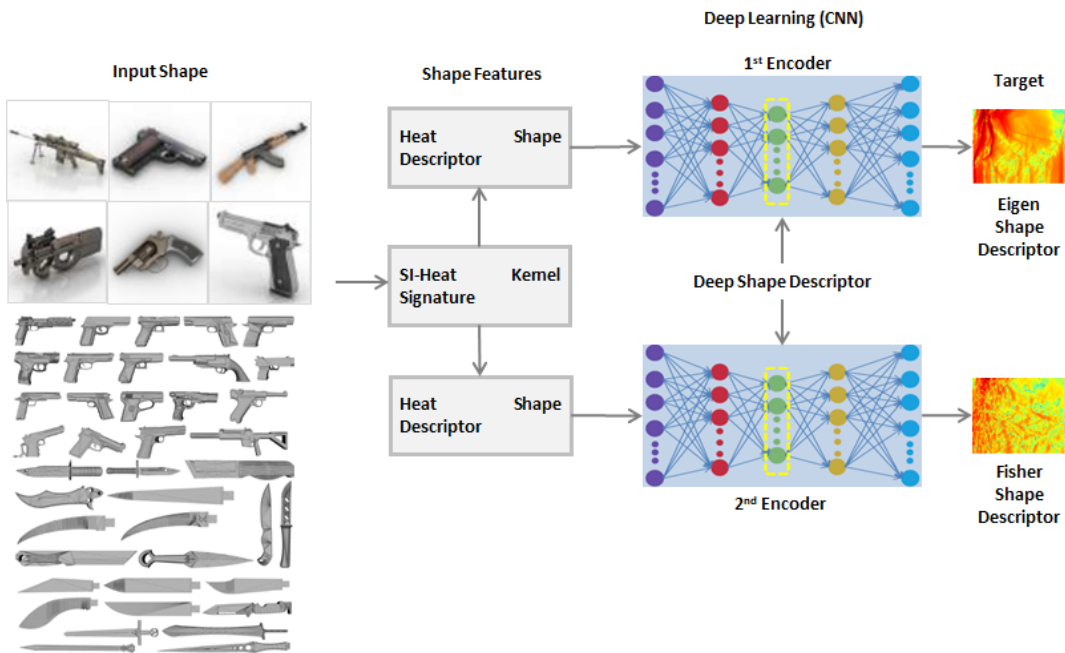 Deep Learning (CNN)
Input Shape
Shape Features
1st Encoder
Target
Heat Shape
Descriptor
Eigen
Shape
Descriptor
SI-Heat Kernel
Signature
Deep Shape Descriptor
Heat Shape
Descriptor
2nd Encoder
Fisher
Shape
Descriptor